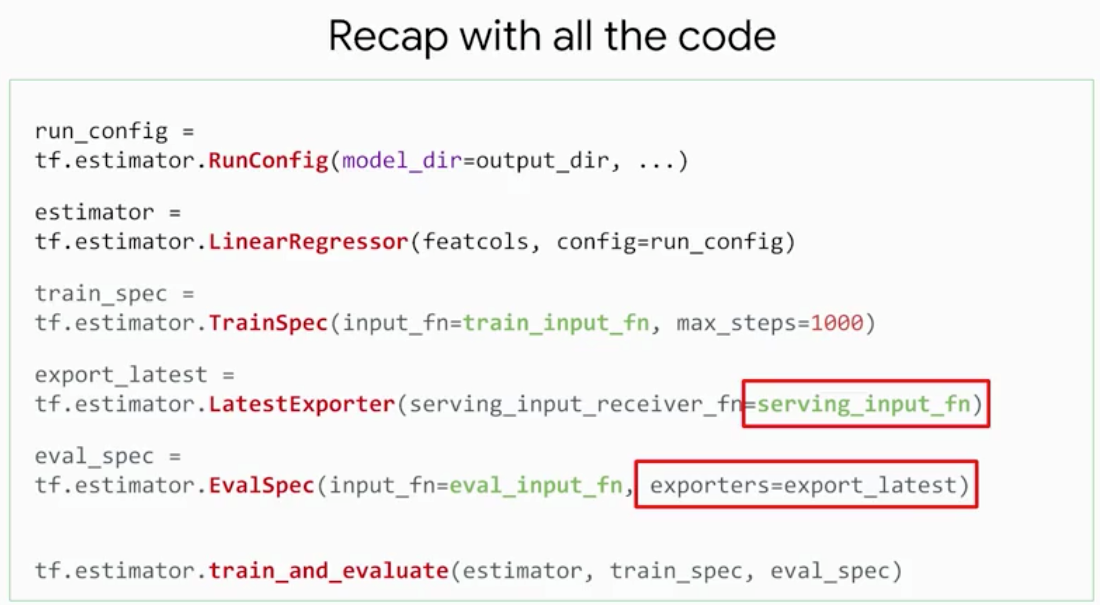 Recap with all the code
run_config =
tf.estimator.RunConfig(model_dir=output_dir, ...)
estimator =
tf.estimator.LinearRegressor(featcols, config=run_config)
train_spec =
tf.estimator.TrainSpec(input_fn=train_input_fn, max_steps=1000)
export_latest =
tf.estimator.LatestExporter(serving_input_receiver_fn=serving_input_fn)
eval_spec =
tf.estimator.EvalSpec(input_fn=eval_input_fn, exporters=export_latest)
tf.estimator.train_and_evaluate(estimator, train_spec, eval_spec)